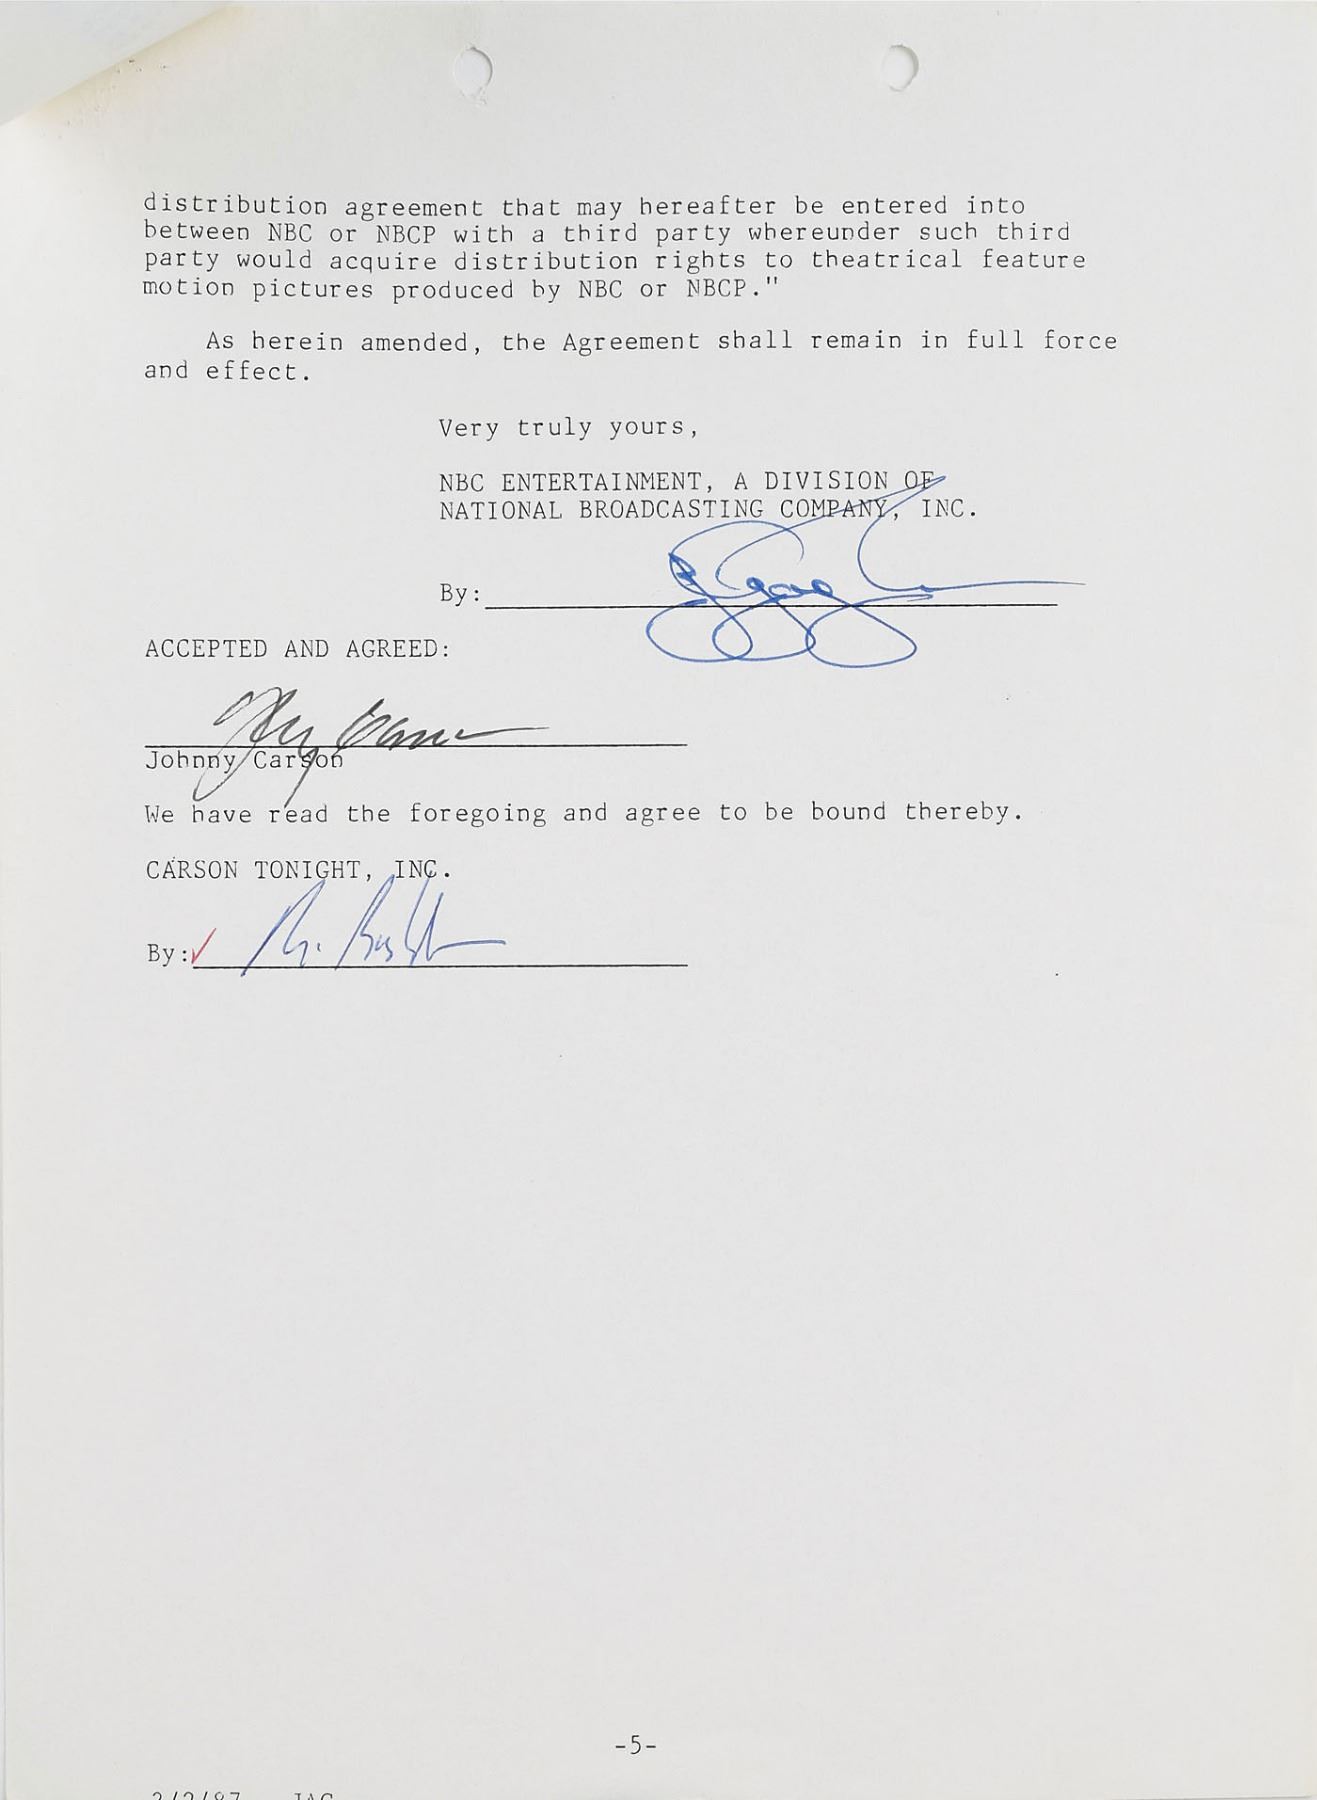 distribution agreement that may hereafter be entered into
between NBC or NBCP with a third party whereunder such third
party would acquire distribution rights to theatrical feature
motion pictures produced by NBC or NBCP."
As herein amended, the Agreement shall remain in full force
and effect.
Very truly yours,
NBC ENTERTAINMENT, A DIVISION OF
NATIONAL BROADCASTING COMPANY, INC.
By:
ACCEPTED AND AGREED:
Johnny Carson
We have read the foregoing and agree to be bound thereby.
CARSON TONIGHT, INC.
By:
-5-